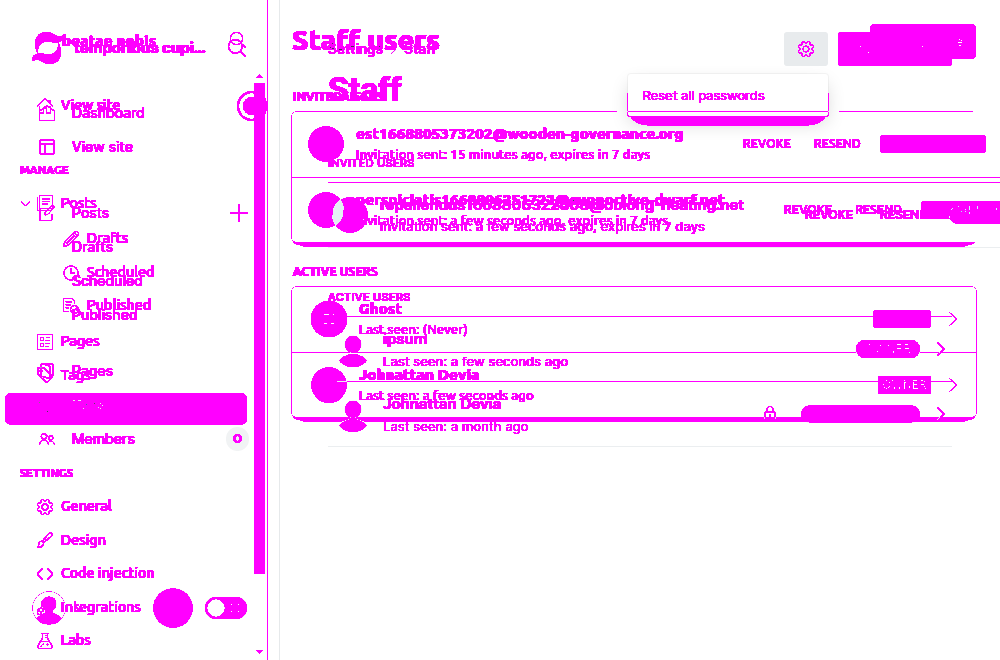 beatae nobis
temporibus cupi...
View site
Dashboard
View site
MANAGE
Posts
Posts
Drafts
Drafts
Scheduled
Scheduled
Published
Published
Pages
Pages
Tags
Members
SETTINGS
General
Design
Code injection
Integrations
Labs
Staff users
Settings
Staff
Staff
Reset all passwords
est1668805373202@wooden-governance.org
Invitation sent: 15 minutes ago, expires in 7 days
REVOKE RESEND
INVITED USERS
Invitation sent: a few seconds ago, expires in 7 days
REVOKE RESEND
Invitation sent: a few seconds ago, expires in 7 days
REVOKE
ACTIVE USERS
ACTIVE USERS
Ghost
Last seen: (Never)
ipsum
Last seen: a few seconds ago
Johnattan Devia
OWNER
Last seen: a few seconds ago
Johnattan Devia
Last seen: a month ago